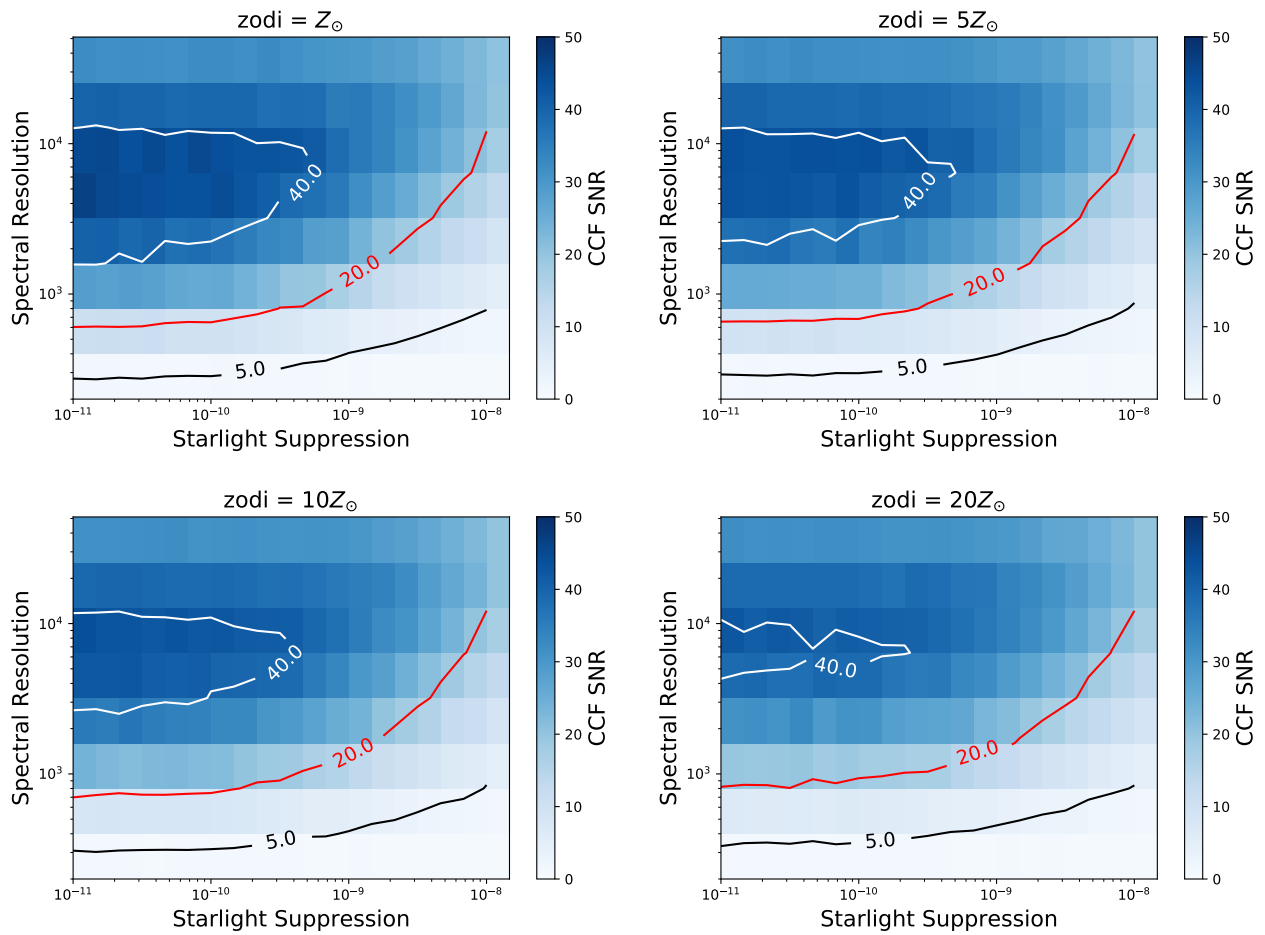 zodi = Z⊙
50
40
30
20
10
0
CCF SNR
10⁴
10³
Spectral Resolution
40.0
20.0
5.0
10⁻¹¹ 10⁻¹⁰ 10⁻⁹ 10⁻⁸
Starlight Suppression
zodi = 5Z⊙
50
40
30
20
10
0
CCF SNR
10⁴
10³
Spectral Resolution
40.0
20.0
5.0
10⁻¹¹ 10⁻¹⁰ 10⁻⁹ 10⁻⁸
Starlight Suppression
zodi = 10Z⊙
50
40
30
20
10
0
CCF SNR
10⁴
10³
Spectral Resolution
40.0
20.0
5.0
10⁻¹¹ 10⁻¹⁰ 10⁻⁹ 10⁻⁸
Starlight Suppression
zodi = 20Z⊙
50
40
30
20
10
0
CCF SNR
10⁴
10³
Spectral Resolution
40.0
20.0
5.0
10⁻¹¹ 10⁻¹⁰ 10⁻⁹ 10⁻⁸
Starlight Suppression